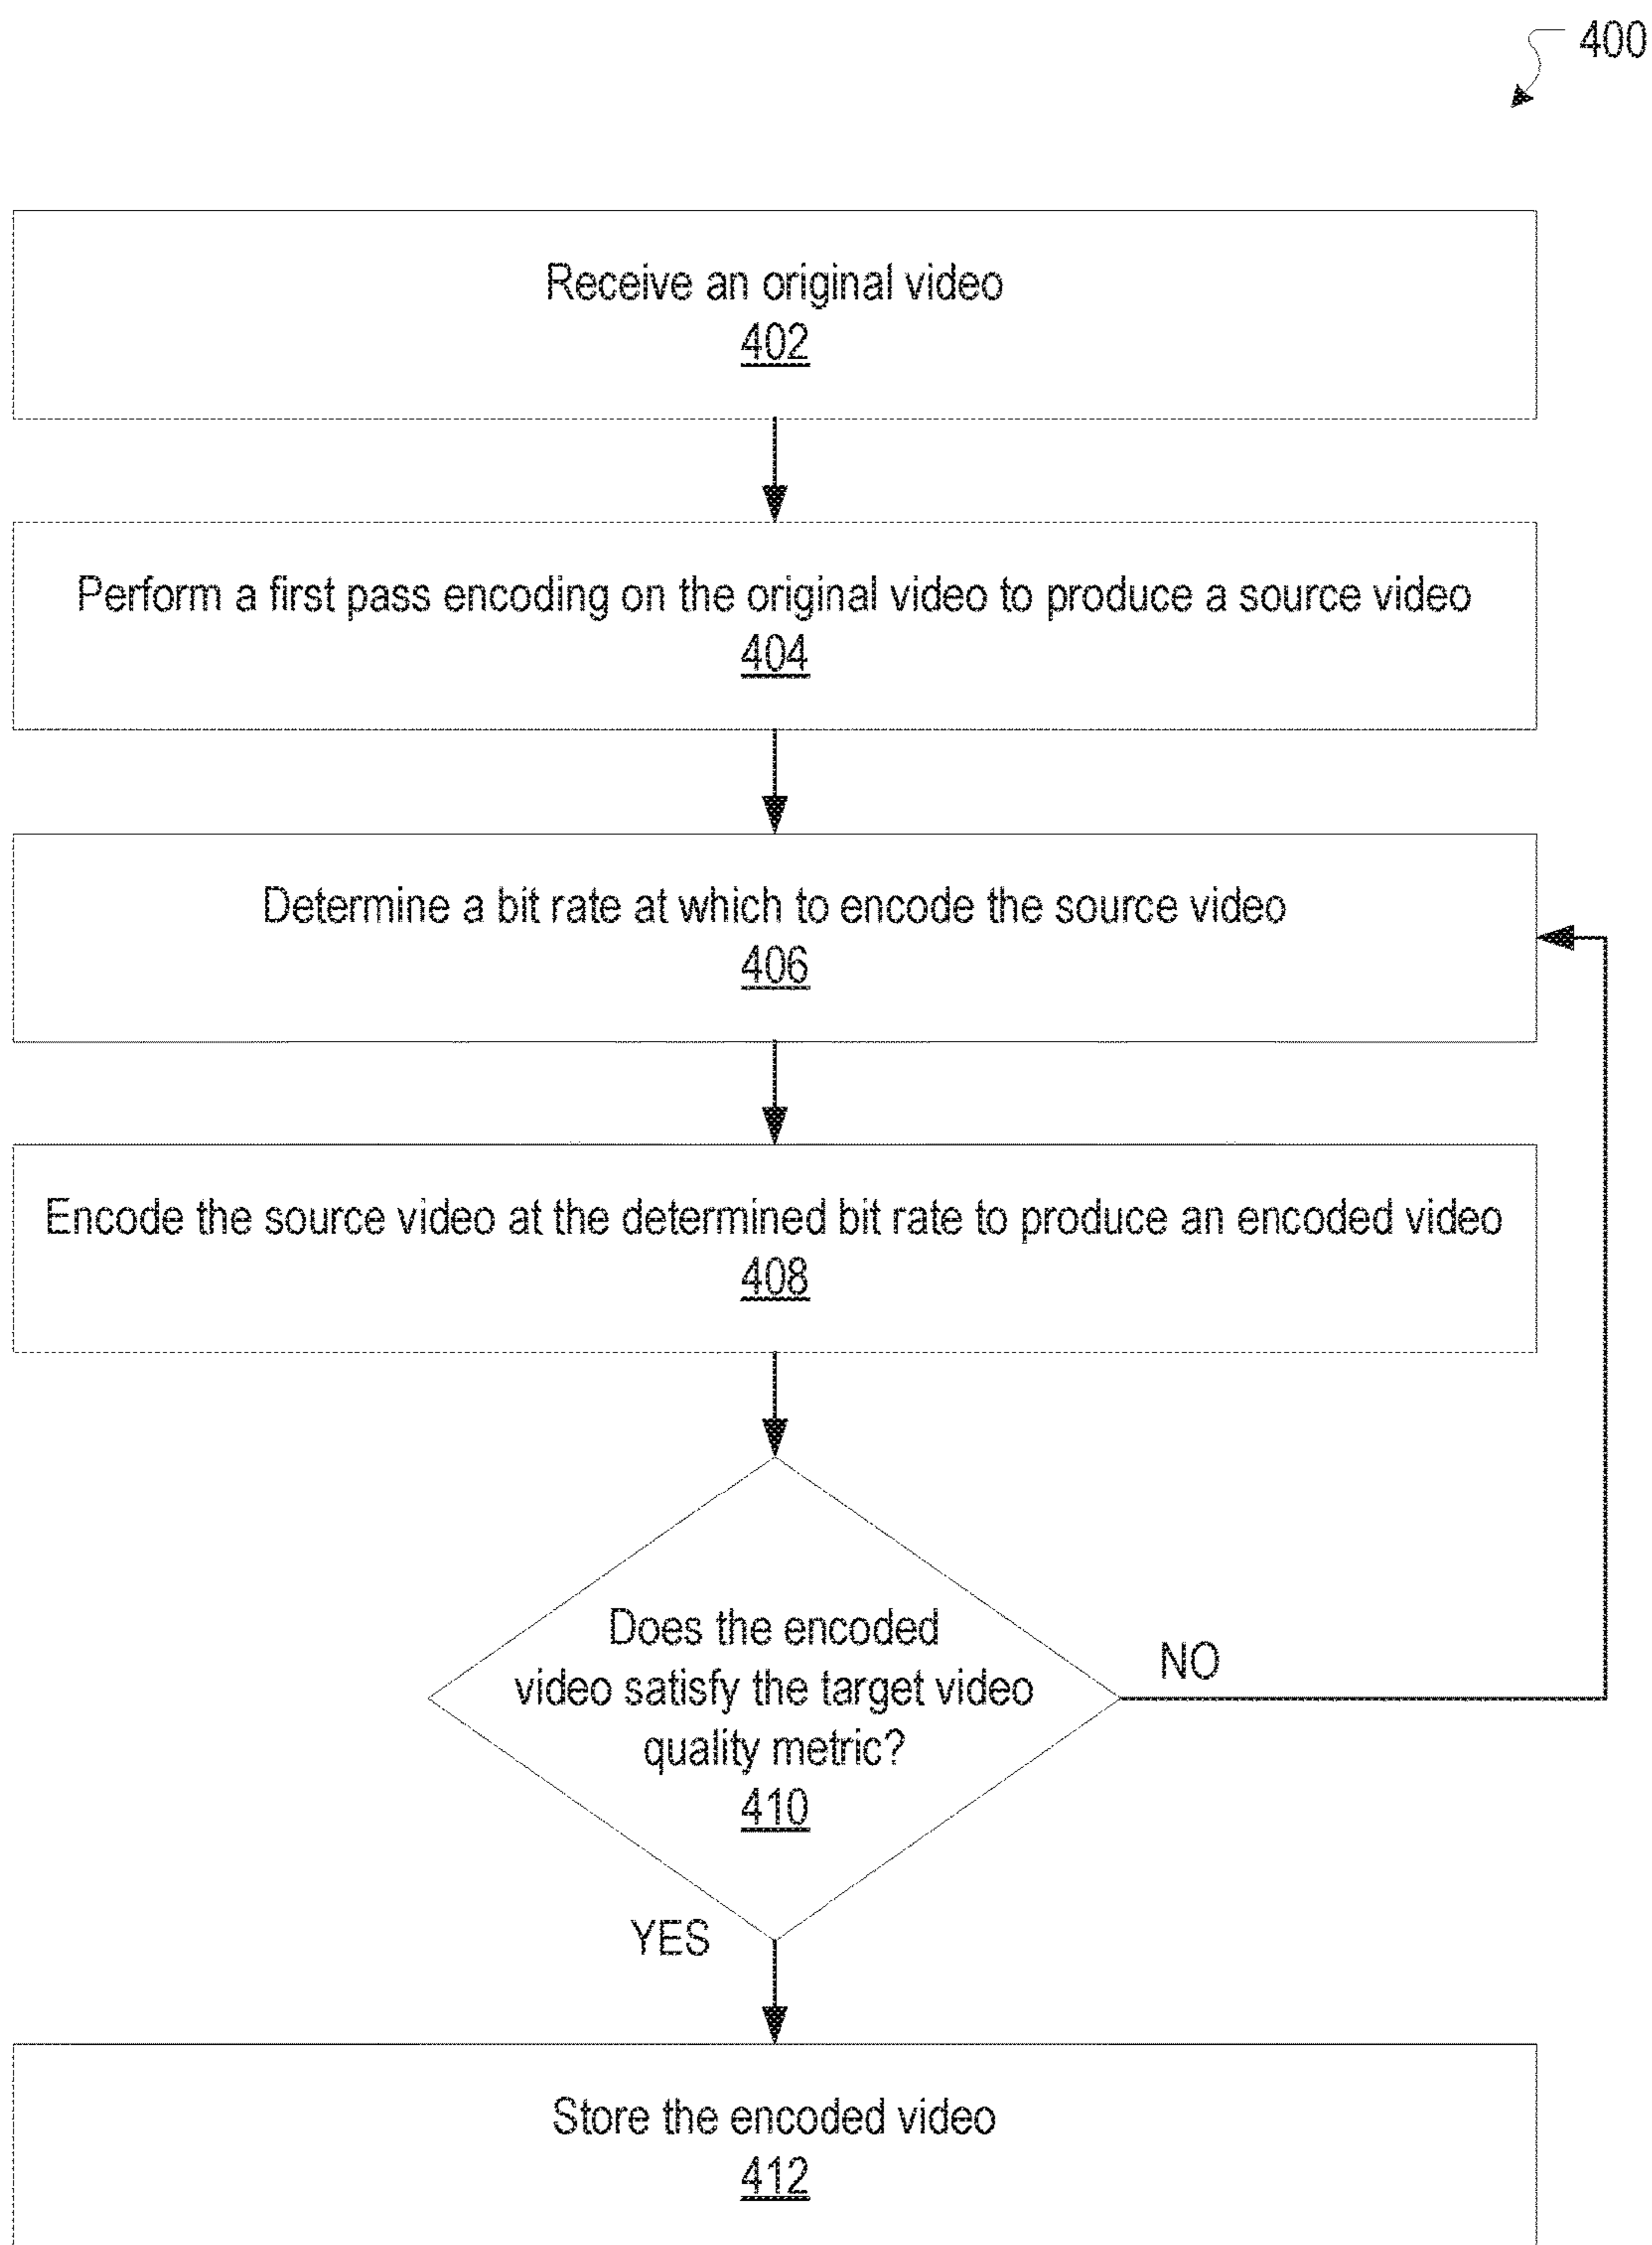 400
Receive an original video
402
Perform a first pass encoding on the original video to produce a source video
404
Determine a bit rate at which to encode the source video
406
Encode the source video at the determined bit rate to produce an encoded video
408
Does the encoded
video satisfy the target video
quality metric?
410
NO
YES
Store the encoded video
412